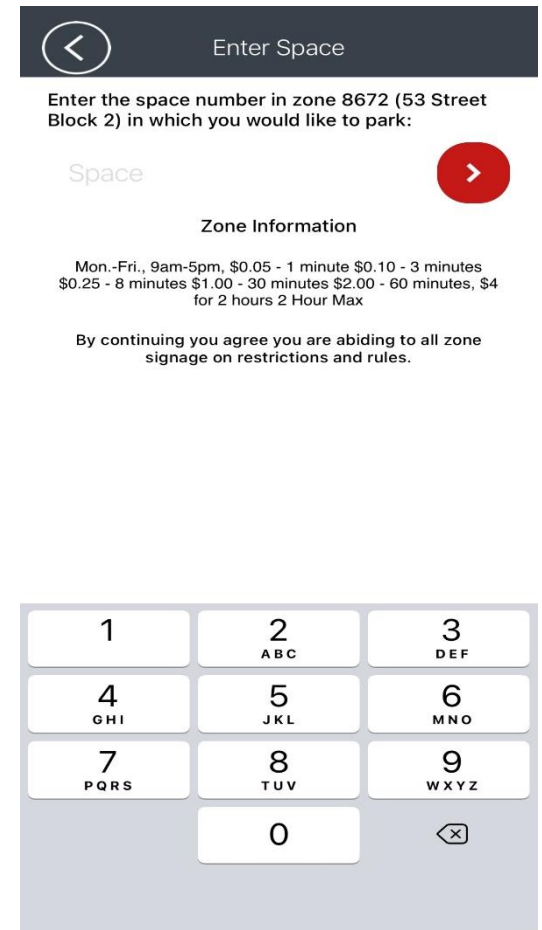 Enter Space
Enter the space number in zone 8672 (53 Street
Block 2) in which you would like to park:
Space
Zone Information
Mon.-Fri., 9am-5pm, $0.05 - 1 minute $0.10 - 3 minutes
$0.25 - 8 minutes $1.00 - 30 minutes $2.00 - 60 minutes, $4
for 2 hours 2 Hour Max
By continuing you agree you are abiding to all zone
signage on restrictions and rules.
1 2 3
ABC DEF
4 5 6
GHI JKL MNO
7 8 9
PQRS TUV WXYZ
0